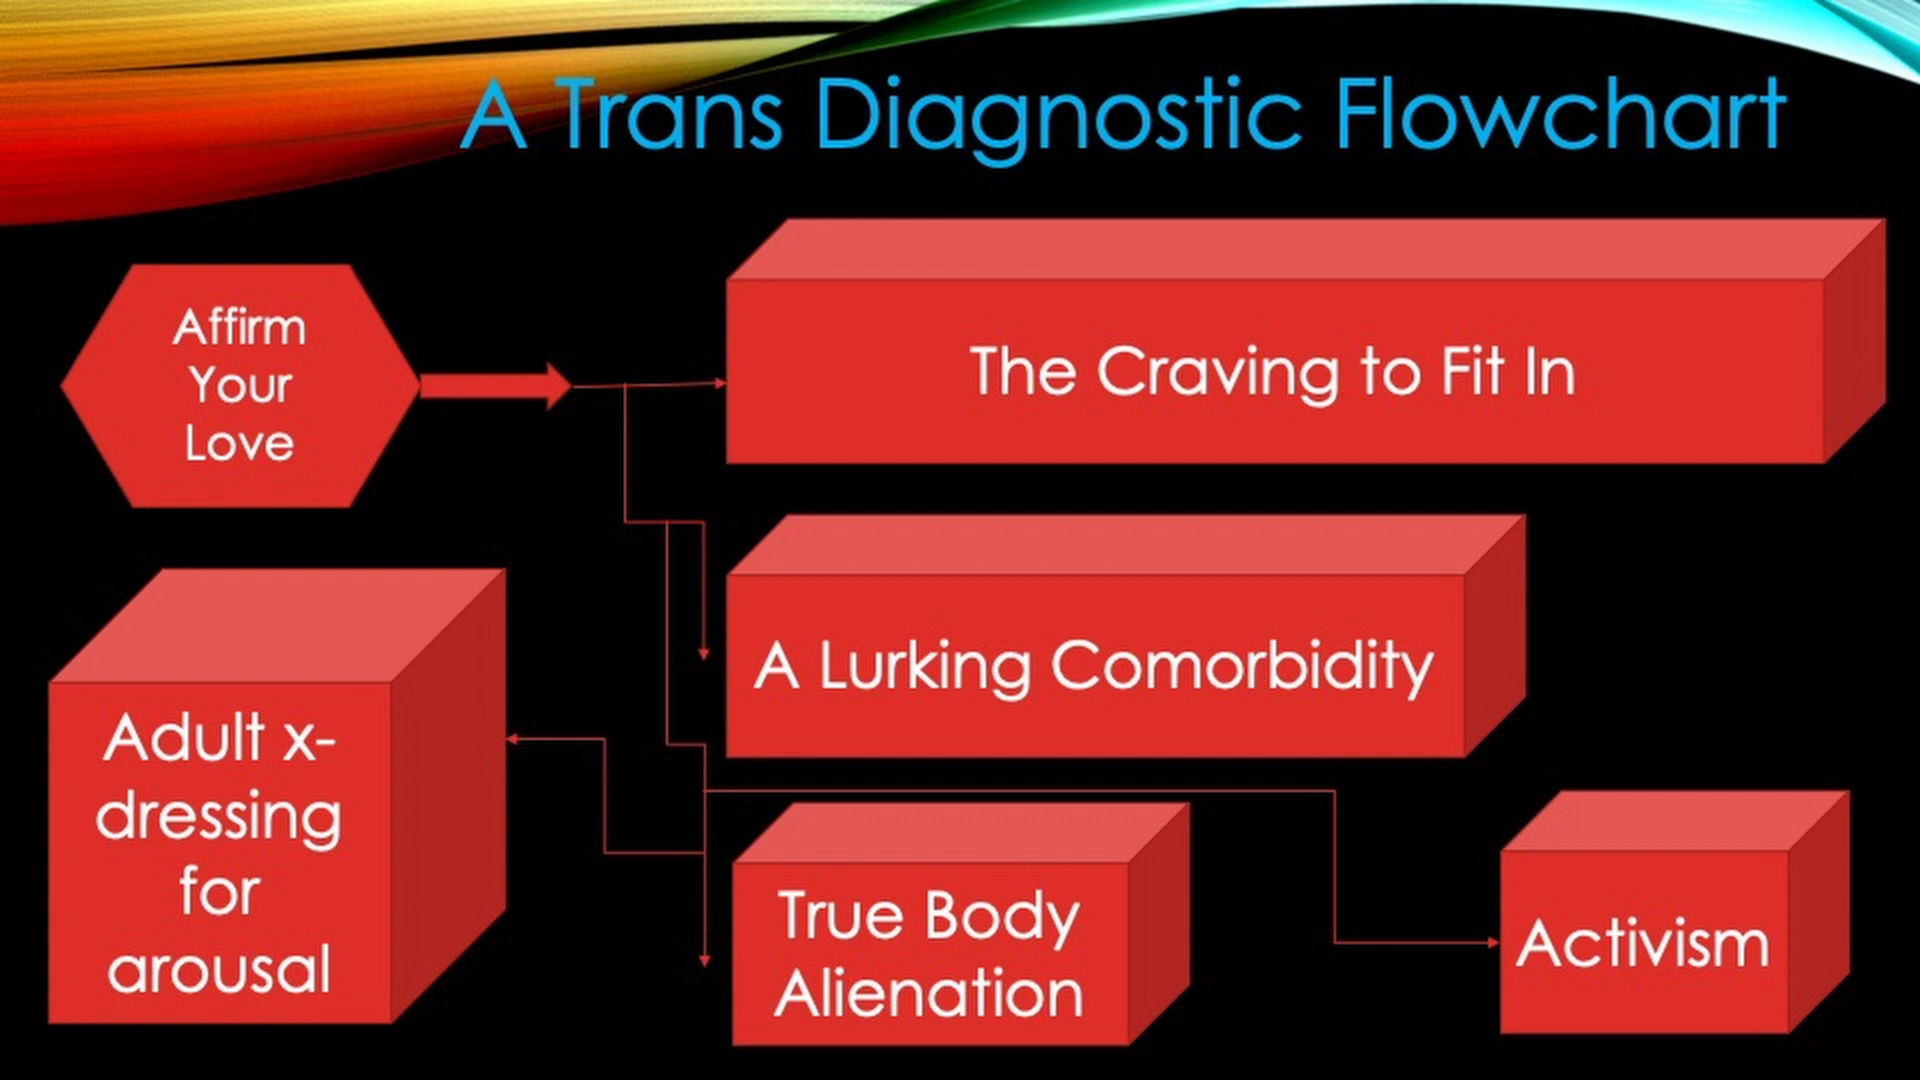 A Trans Diagnostic Flowchart
Affirm
Your
Love
The Craving to Fit In
A Lurking Comorbidity
Adult x-
dressing
for
arousal
True Body
Alienation
Activism